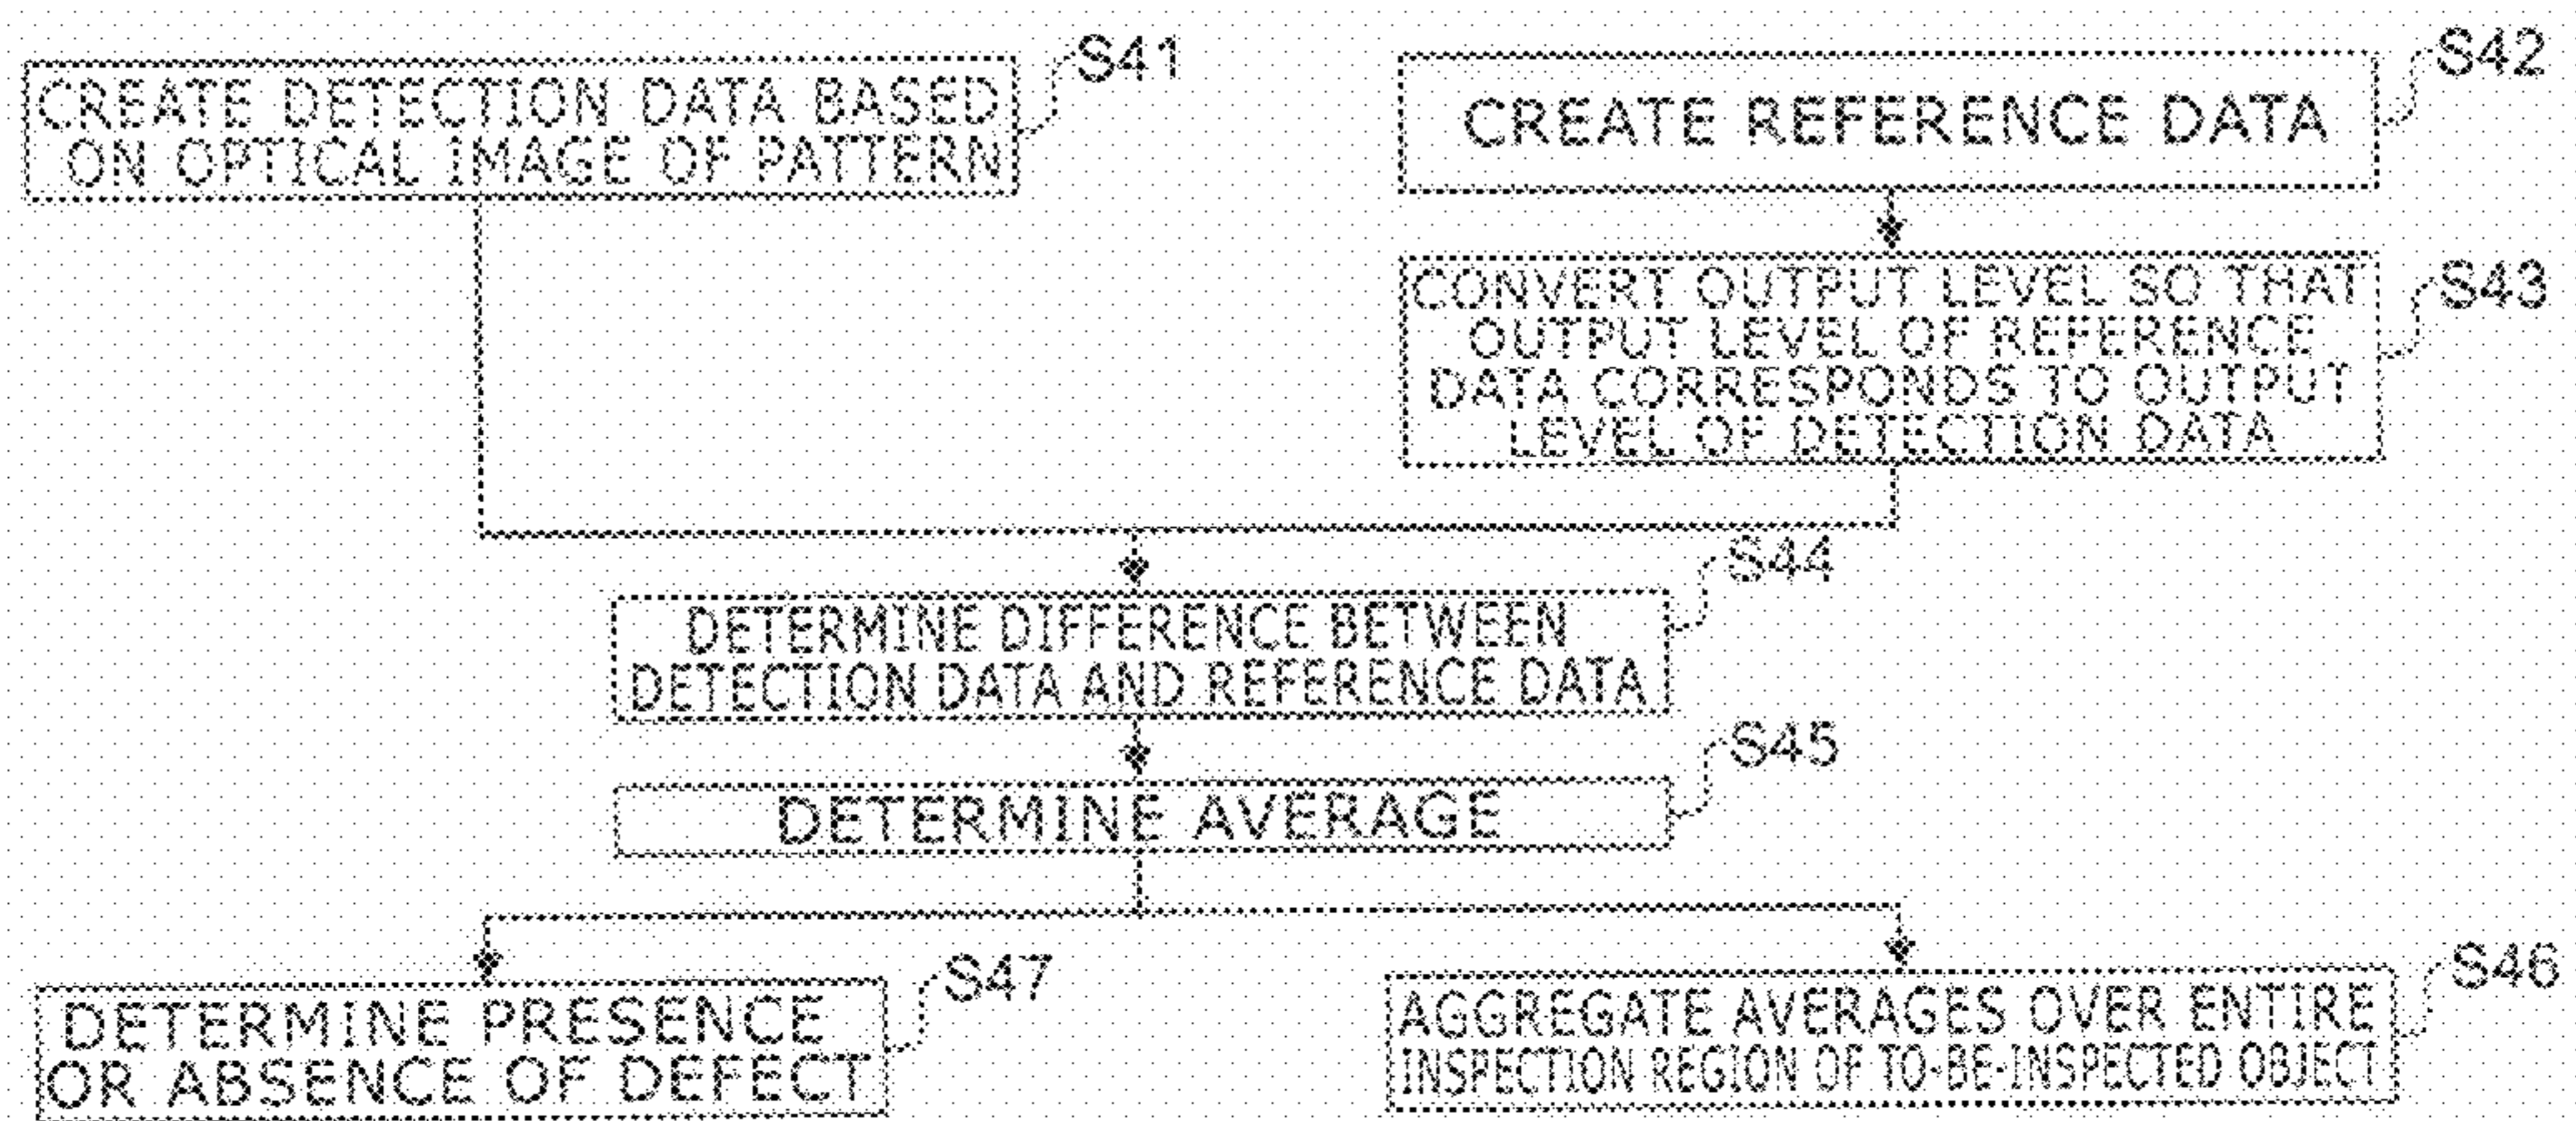 S41
CREATE DETECTION DATA BASED
ON OPTICAL IMAGE OF PATTERN
S42
CREATE REFERENCE DATA
S43
CONVERT OUTPUT LEVEL SO THAT
OUTPUT LEVEL OF REFERENCE
DATA CORRESPONDS TO OUTPUT
LEVEL OF DETECTION DATA
S44
DETERMINE DIFFERENCE BETWEEN
DETECTION DATA AND REFERENCE DATA
S45
DETERMINE AVERAGE
S47
DETERMINE PRESENCE
OR ABSENCE OF DEFECT
S46
AGGREGATE AVERAGES OVER ENTIRE
INSPECTION REGION OF TO-BE-INSPECTED OBJECT